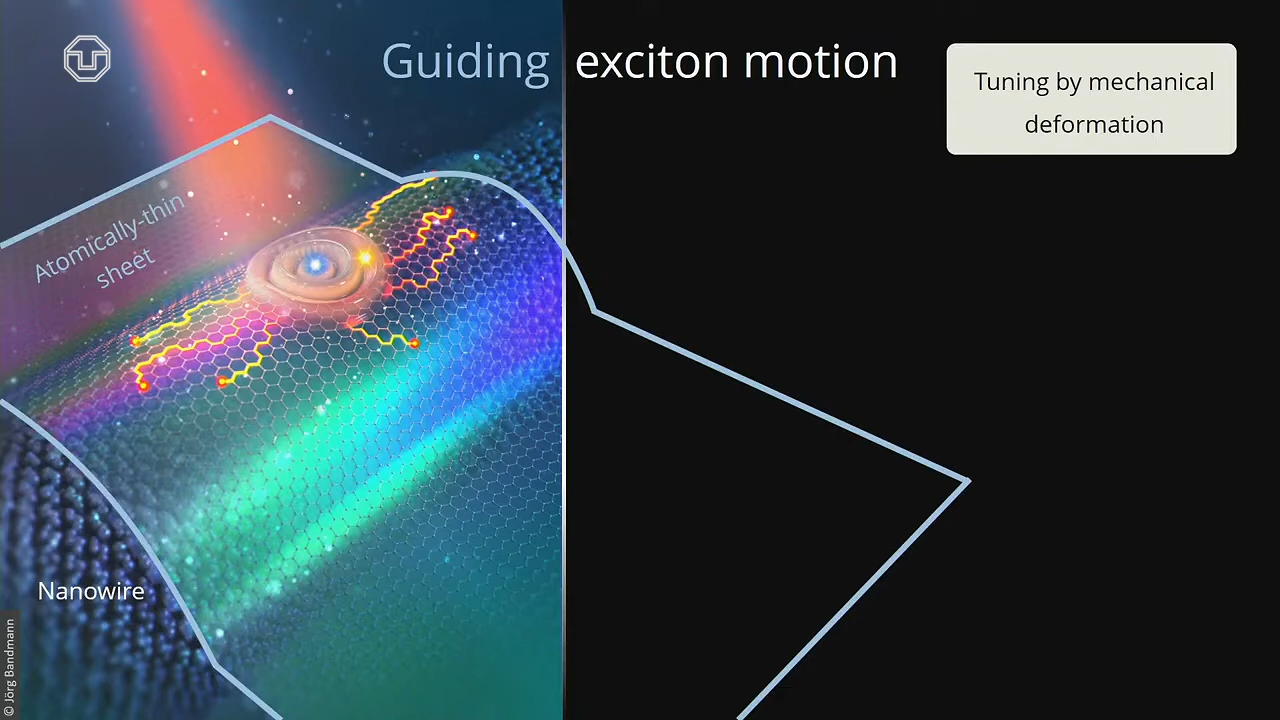 Guiding exciton motion
Tuning by mechanical
deformation
Atomically-thin
sheet
Nanowire
© Jörg Bandmann